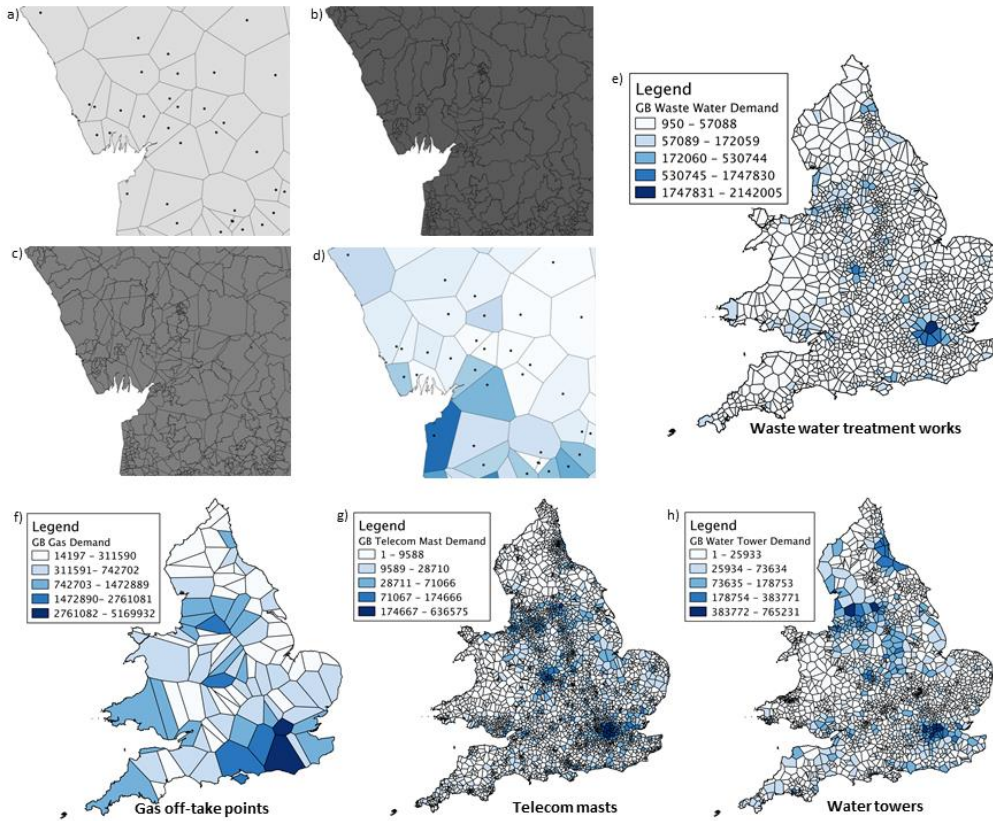 a)
b)
e)
Legend
GB Waste Water Demand
950 – 57088
57089 – 172059
172060 – 530744
530745 – 1747830
1747831 – 2142005
c)
d)
Waste water treatment works
f)
Legend
GB Gas Demand
14197 – 311590
311591– 742702
742703 – 1472889
1472890– 2761081
2761082 – 5169932
Gas off-take points
g)
Legend
GB Telecom Mast Demand
1 – 9588
9589 – 28710
28711 – 71066
71067 – 174666
174667 – 636575
Telecom masts
h)
Legend
GB Water Tower Demand
1 – 25933
25934 – 73634
73635 – 178753
178754 – 383771
383772 – 765231
Water towers